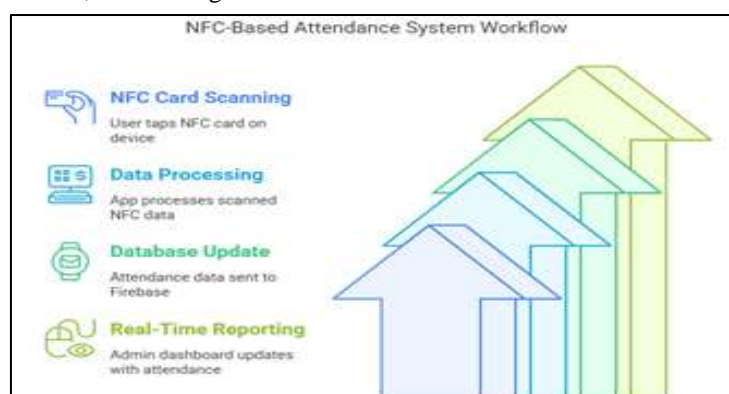 NFC-Based Attendance System Workflow
NFC Card Scanning
User taps NFC card on
device
Data Processing
App processes scanned
NFC data
Database Update
Attendance data sent to
Firebase
Real-Time Reporting
Admin dashboard updates
with attendance